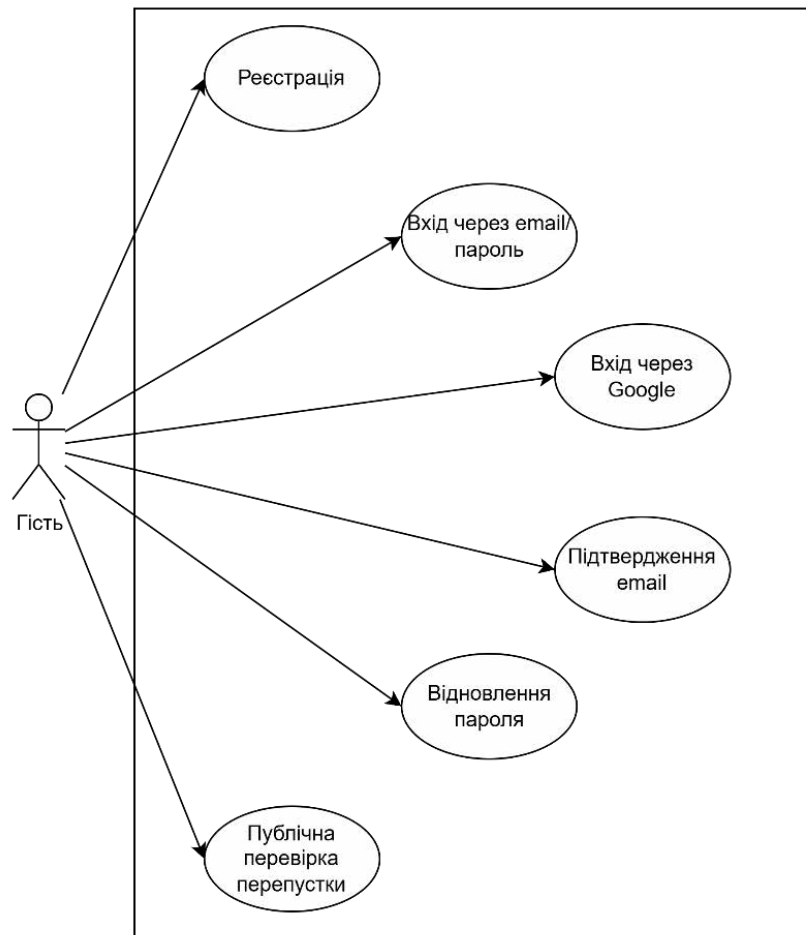 Реєстрація
Вхід через email/
пароль
Вхід через
Google
Гість
Підтвердження
email
Відновлення
пароля
Публічна
перевірка
перепустки